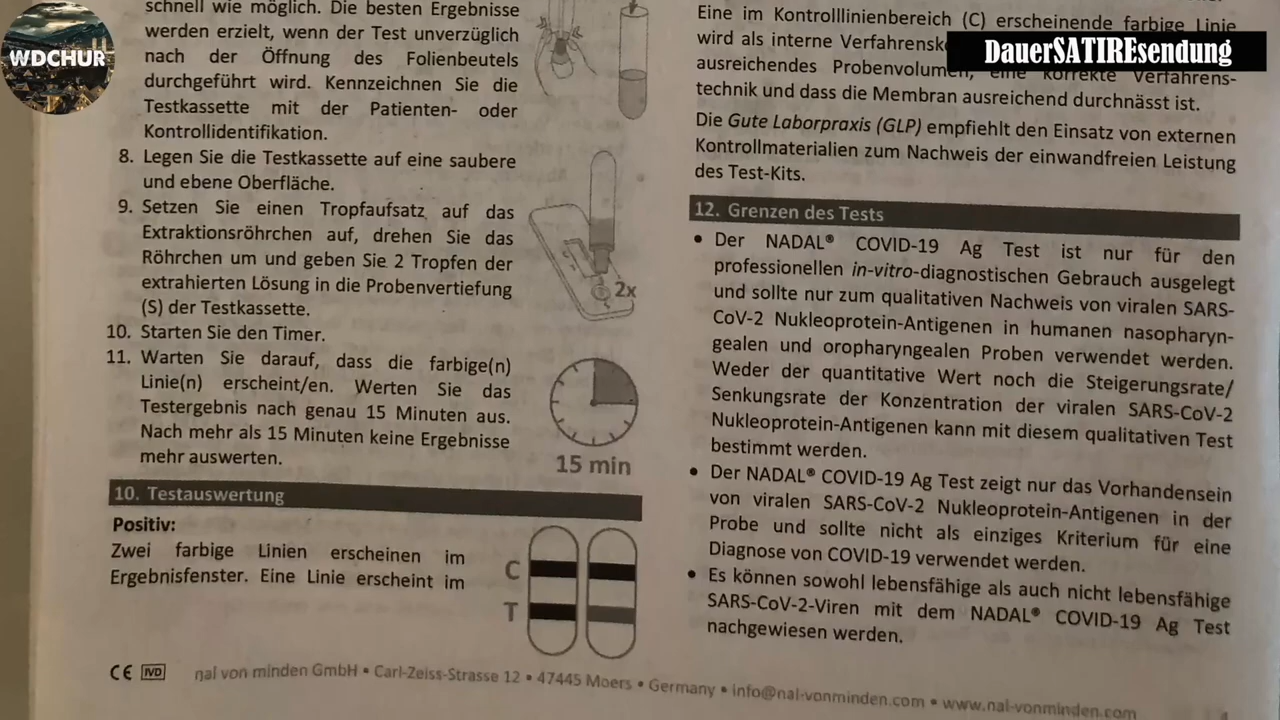 WDCHUR
DauerSATIREsendung
schnell wie möglich. Die besten Ergebnisse
werden erzielt, wenn der Test unverzüglich
nach der Öffnung des Folienbeutels
durchgeführt wird. Kennzeichnen Sie die
Testkassette mit der Patienten- oder
Kontrollidentifikation.
8. Legen Sie die Testkassette auf eine saubere
und ebene Oberfläche.
9. Setzen Sie einen Tropfaufsatz auf das
Extraktionsröhrchen auf, drehen Sie das
Röhrchen um und geben Sie 2 Tropfen der
extrahierten Lösung in die Probenvertiefung
(S) der Testkassette.
2x
10. Starten Sie den Timer.
11. Warten Sie darauf, dass die farbige(n)
Linie(n) erscheint/en. Werten Sie das
Testergebnis nach genau 15 Minuten aus.
Nach mehr als 15 Minuten keine Ergebnisse
mehr auswerten.
15 min
10. Testauswertung
Positiv:
Zwei farbige Linien erscheinen im
Ergebnisfenster. Eine Linie erscheint im
C
T
Eine im Kontrolllinienbereich (C) erscheinende farbige Linie
wird als interne
ausreichendes Probenvolumen, eine korrekte Verfahrens-
technik und dass die Membran ausreichend durchnässt ist.
Die Gute Laborpraxis (GLP) empfiehlt den Einsatz von externen
Kontrollmaterialien zum Nachweis der einwandfreien Leistung
des Test-Kits.
12. Grenzen des Tests
• Der NADAL® COVID-19 Ag Test ist nur für den
professionellen in-vitro-diagnostischen Gebrauch ausgelegt
und sollte nur zum qualitativen Nachweis von viralen SARS-
CoV-2 Nukleoprotein-Antigenen in humanen nasopharyn-
gealen und oropharyngealen Proben verwendet werden.
Weder der quantitative Wert noch die Steigerungsrate/
Senkungsrate der Konzentration der viralen SARS-CoV-2
Nukleoprotein-Antigenen kann mit diesem qualitativen Test
bestimmt werden.
• Der NADAL® COVID-19 Ag Test zeigt nur das Vorhandensein
von viralen SARS-CoV-2 Nukleoprotein-Antigenen in der
Probe und sollte nicht als einziges Kriterium für eine
Diagnose von COVID-19 verwendet werden.
• Es können sowohl lebensfähige als auch nicht lebensfähige
SARS-CoV-2-Viren mit dem NADAL® COVID-19 Ag Test
nachgewiesen werden.
CE IVD nal von minden GmbH • Carl-Zeiss-Strasse 12 • 47445 Moers • Germany • info@nal-vonminden.com • www.nal-vonminden.com